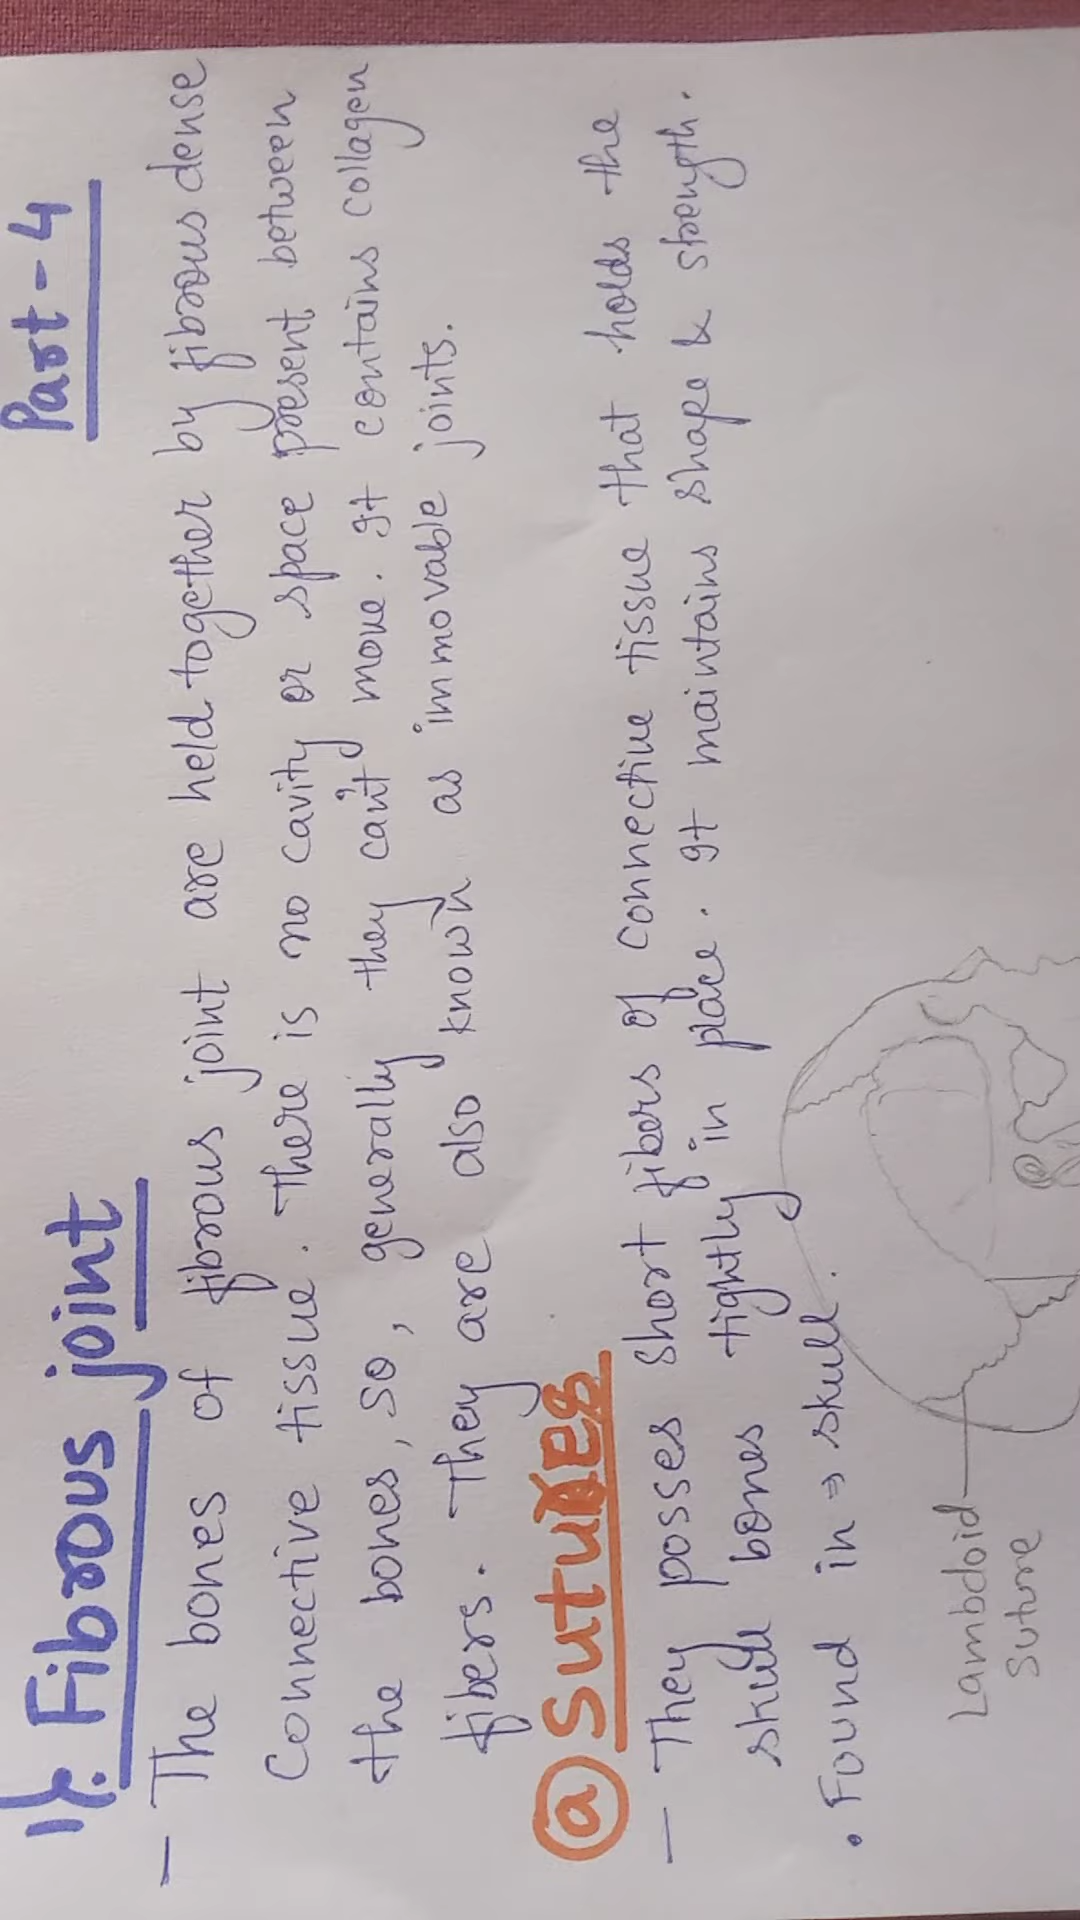 Part-4
1}. Fibrous joint
- The bones of fibrous joint are held together by fibrous dense
Connective tissue. There is no cavity or space present between
the bones, so, generally they can't move. It contains collagen
fibers. They are also known as immovable joints.
a Sutures
- They posses short fibers of connective tissue that holds the
skull bones tightly in place. It maintains shape & strength.
• Found in ⇒ skull.
Lambdoid
Suture